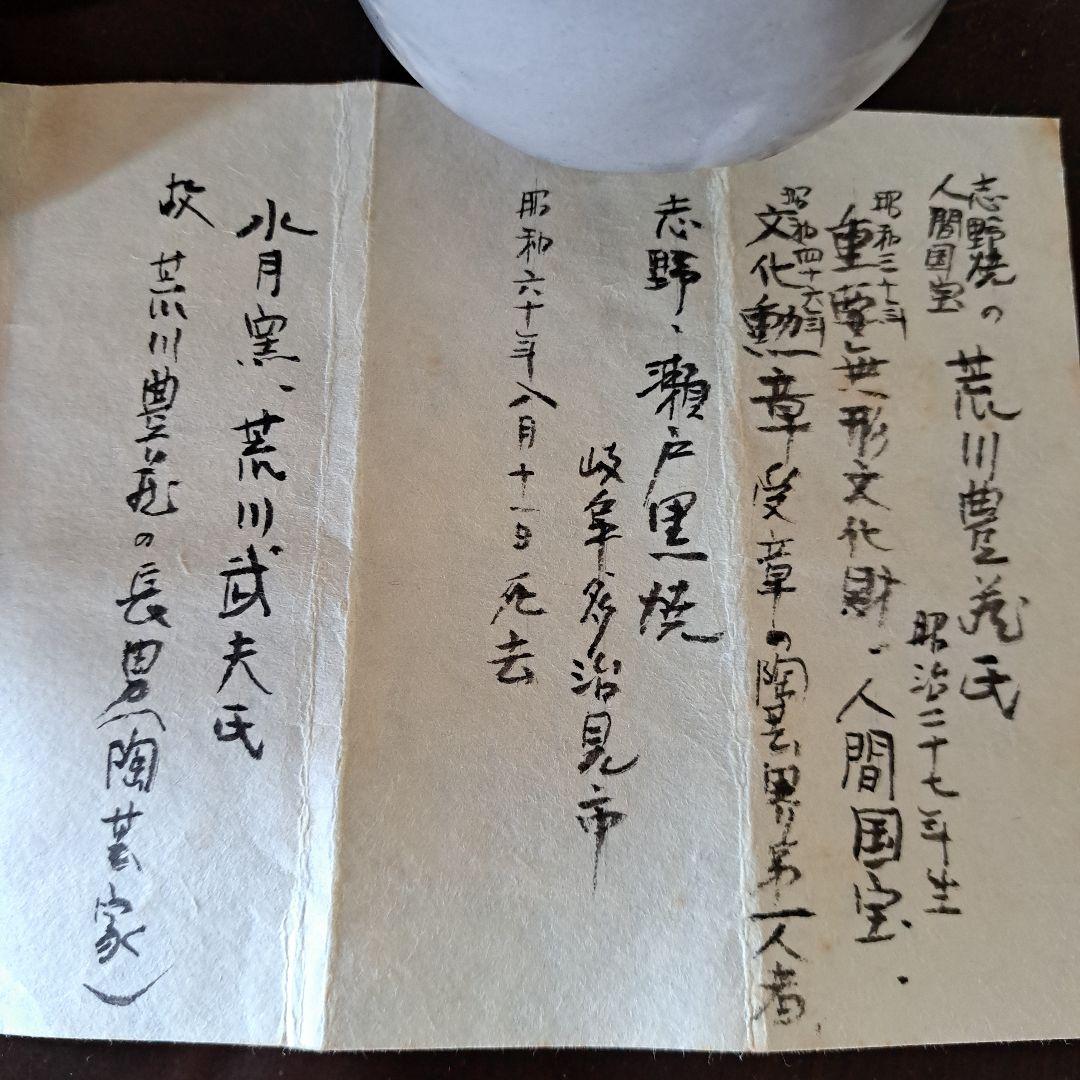 志野焼の
人間国宝
荒川豊蔵氏
昭治二十七年生
昭和三十年
重要無形文化財、人間国宝.
昭和四十六年
文化勲章受章の陶芸界第一人者
志野、瀬戸黒焼
岐阜多治見市
昭和六十年八月十一日死去
水月窯、荒川武夫氏
故 荒川豊蔵の長男(陶芸家)